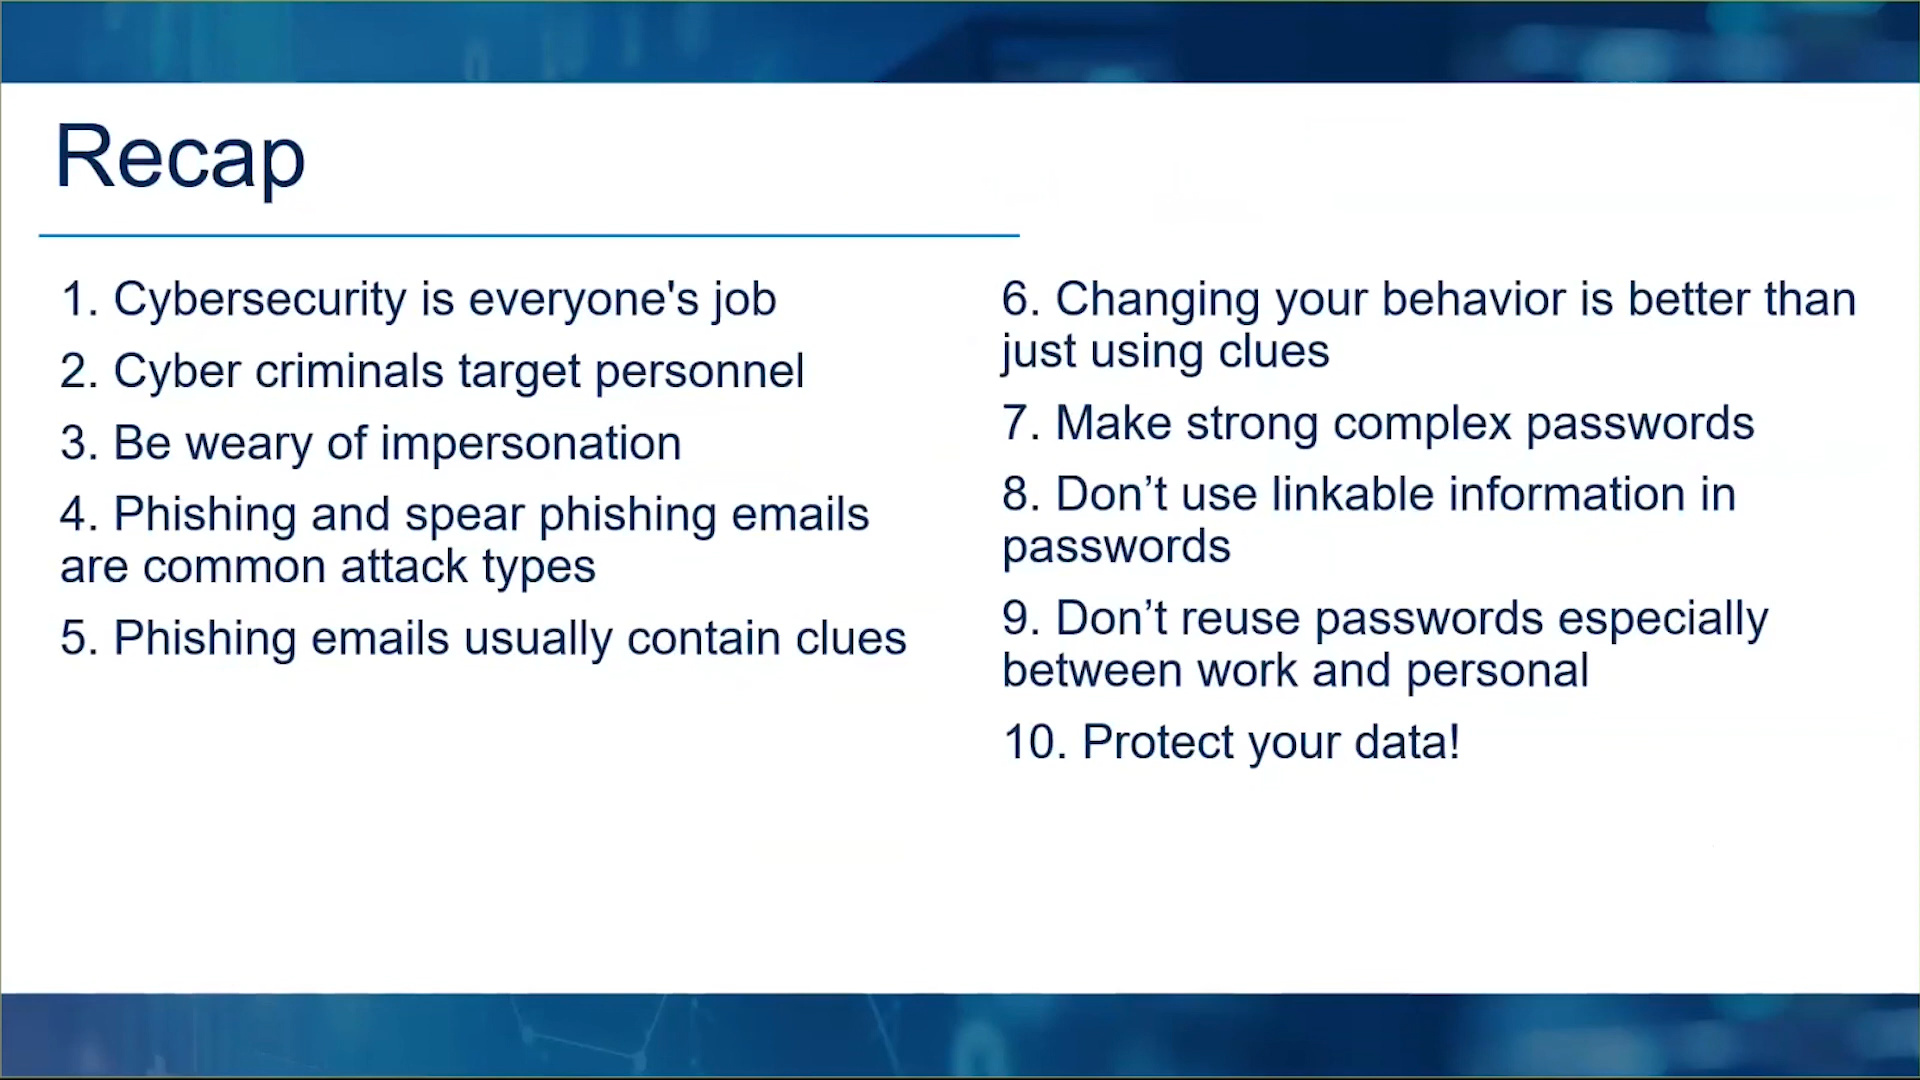 Recap
1. Cybersecurity is everyone's job
2. Cyber criminals target personnel
3. Be weary of impersonation
4. Phishing and spear phishing emails
are common attack types
5. Phishing emails usually contain clues
6. Changing your behavior is better than
just using clues
7. Make strong complex passwords
8. Don’t use linkable information in
passwords
9. Don’t reuse passwords especially
between work and personal
10. Protect your data!